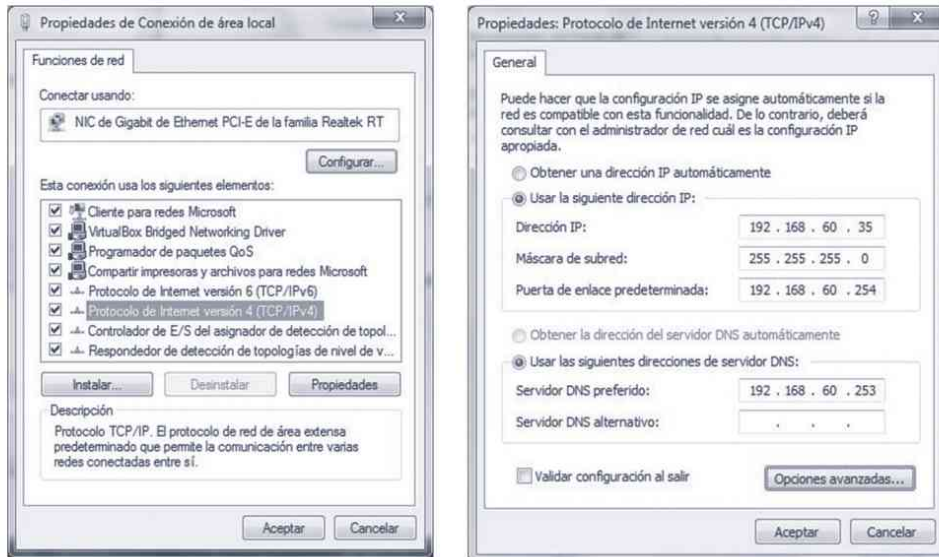 Propiedades de Conexión de área local
Funciones de red
Conectar usando:
NIC de Gigabit de Ethernet PCI-E de la familia Realtek RT
Configurar...
Esta conexión usa los siguientes elementos:
Cliente para redes Microsoft
VirtualBox Bridged Networking Driver
Programador de paquetes QoS
Compartir impresoras y archivos para redes Microsoft
Protocolo de Internet versión 6 (TCP/IPv6)
Protocolo de Internet versión 4 (TCP/IPv4)
Controlador de E/S del asignador de detección de topol...
Respondedor de detección de topologías de nivel de v...
Instalar... Desinstalar Propiedades
Descripción
Protocolo TCP/IP. El protocolo de red de área extensa
predeterminado que permite la comunicación entre varias
redes conectadas entre sí.
Aceptar Cancelar
Propiedades: Protocolo de Internet versión 4 (TCP/IPv4)
General
Puede hacer que la configuración IP se asigne automáticamente si la
red es compatible con esta funcionalidad. De lo contrario, deberá
consultar con el administrador de red cuál es la configuración IP
apropiada.
Obtener una dirección IP automáticamente
Usar la siguiente dirección IP:
Dirección IP: 192 . 168 . 60 . 35
Máscara de subred: 255 . 255 . 255 . 0
Puerta de enlace predeterminada: 192 . 168 . 60 . 254
Obtener la dirección del servidor DNS automáticamente
Usar las siguientes direcciones de servidor DNS:
Servidor DNS preferido: 192 . 168 . 60 . 253
Servidor DNS alternativo: . . .
Validar configuración al salir Opciones avanzadas...
Aceptar Cancelar